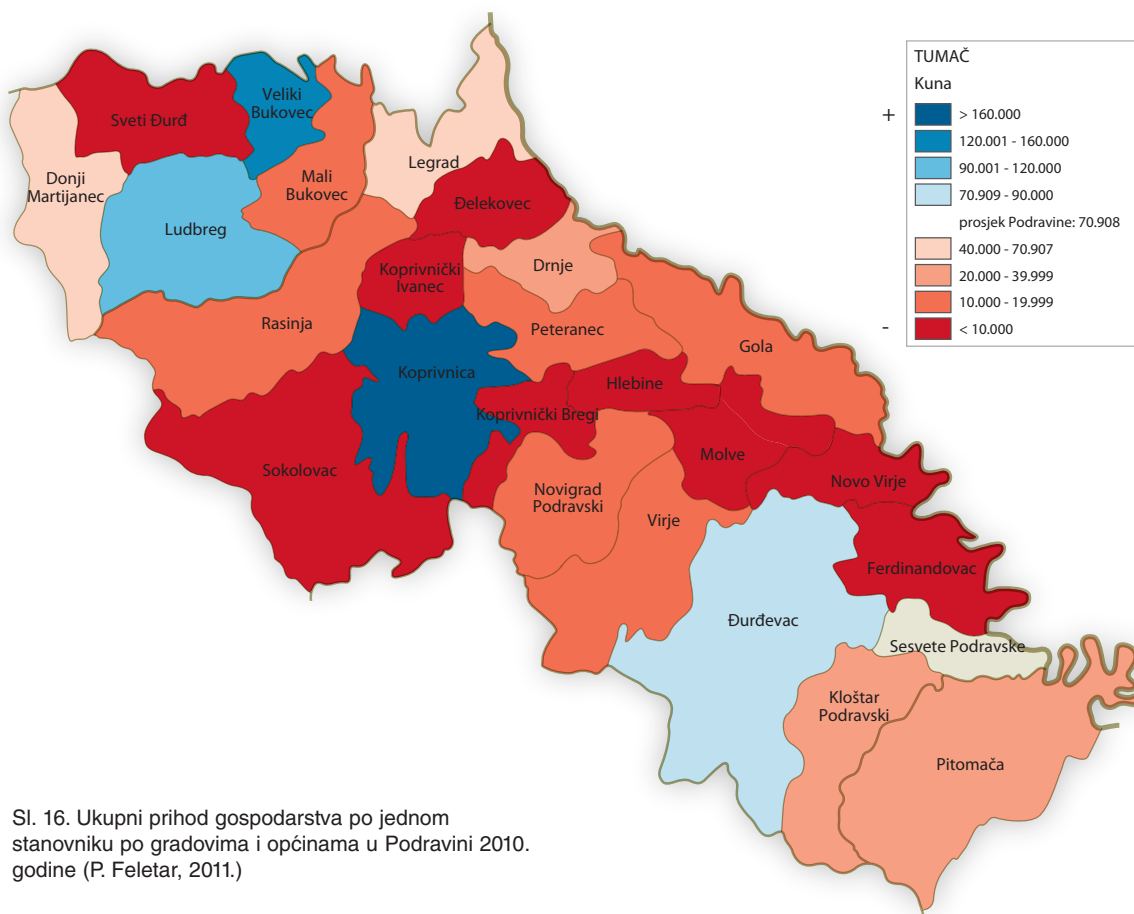 TUMAČ
Kuna
+
> 160.000
120.001 - 160.000
90.001 - 120.000
70.909 - 90.000
prosjek Podravine: 70.908
40.000 - 70.907
20.000 - 39.999
10.000 - 19.999
-
< 10.000
Veliki
Bukovec
Sveti Đurđ
Legrad
Mali
Bukovec
Donji
Martijanec
Đelekovec
Ludbreg
Drnje
Koprivnički
Ivanec
Rasinja
Peteranec
Gola
Koprivnica
Hlebine
Koprivnički Bregi
Molve
Sokolovac
Novo Virje
Novigrad
Podravski
Virje
Ferdinandovac
Đurđevac
Sesvete Podravske
Kloštar
Podravski
Pitomača
Sl. 16. Ukupni prihod gospodarstva po jednom
stanovniku po gradovima i općinama u Podravini 2010.
godine (P. Feletar, 2011.)